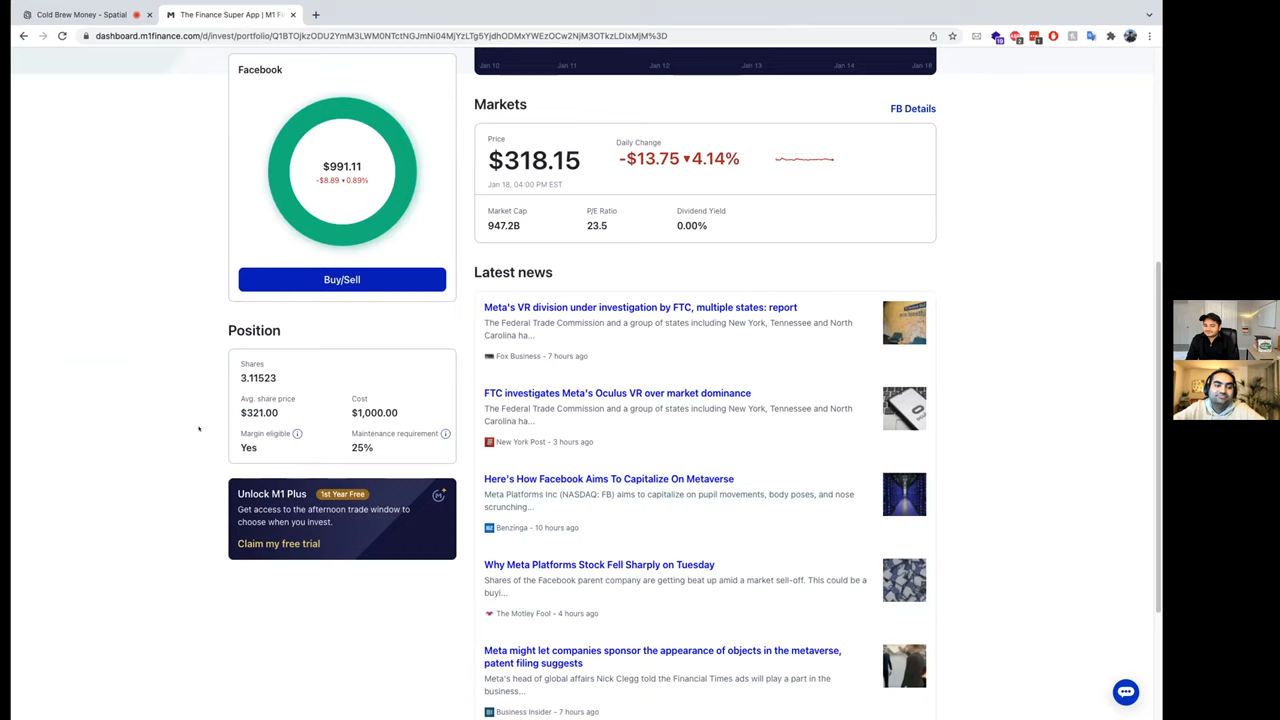 Cold Brew Money - Spatial
The Finance Super App | M1 Fi
dashboard.m1finance.com/d/invest/portfolio/
Facebook
$991.11
-$8.89 ▾ 0.89%
Buy/Sell
Position
Shares
3.11523
Avg. share price
Cost
$321.00
$1,000.00
Margin eligible
Maintenance requirement
Yes
25%
Unlock M1 Plus
1st Year Free
Get access to the afternoon trade window to
choose when you invest.
Claim my free trial
Jan 10
Jan 11
Jan 12
Jan 13
Jan 14
Jan 18
Markets
FB Details
Price
Daily Change
$318.15
-$13.75 ▾ 4.14%
Jan 18, 04:00 PM EST
Market Cap
P/E Ratio
Dividend Yield
947.2B
23.5
0.00%
Latest news
Meta's VR division under investigation by FTC, multiple states: report
The Federal Trade Commission and a group of states including New York, Tennessee and North
Carolina ha...
Fox Business - 7 hours ago
FTC investigates Meta's Oculus VR over market dominance
The Federal Trade Commission and a group of states including New York, Tennessee and North
Carolina ha...
New York Post - 3 hours ago
Here's How Facebook Aims To Capitalize On Metaverse
Meta Platforms Inc (NASDAQ: FB) aims to capitalize on pupil movements, body poses, and nose
scrunching...
Benzinga - 10 hours ago
Why Meta Platforms Stock Fell Sharply on Tuesday
Shares of the Facebook parent company are getting beat up amid a market sell-off. This could be a
buyi...
The Motley Fool - 4 hours ago
Meta might let companies sponsor the appearance of objects in the metaverse,
patent filing suggests
Meta's head of global affairs Nick Clegg told the Financial Times ads will play a part in the
business...
Business Insider - 7 hours ago